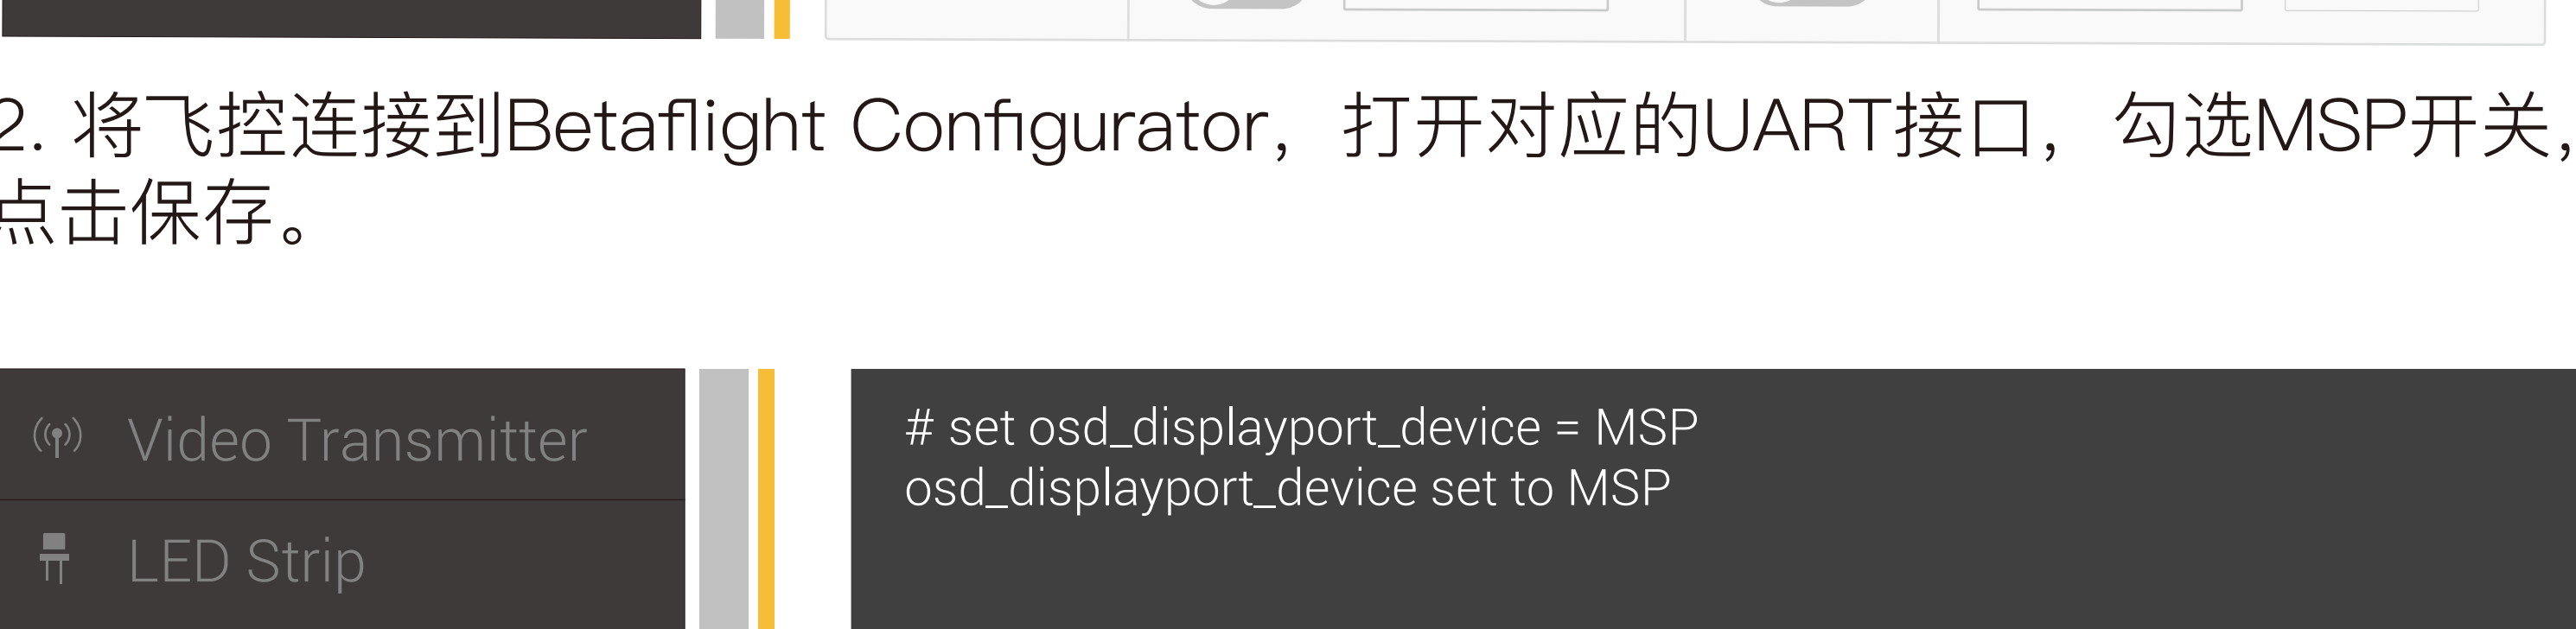 2. 将飞控连接到Betaflight Configurator，打开对应的UART接口，勾选MSP开关，
点击保存。
Video Transmitter
LED Strip
# set osd_displayport_device = MSP
osd_displayport_device set to MSP